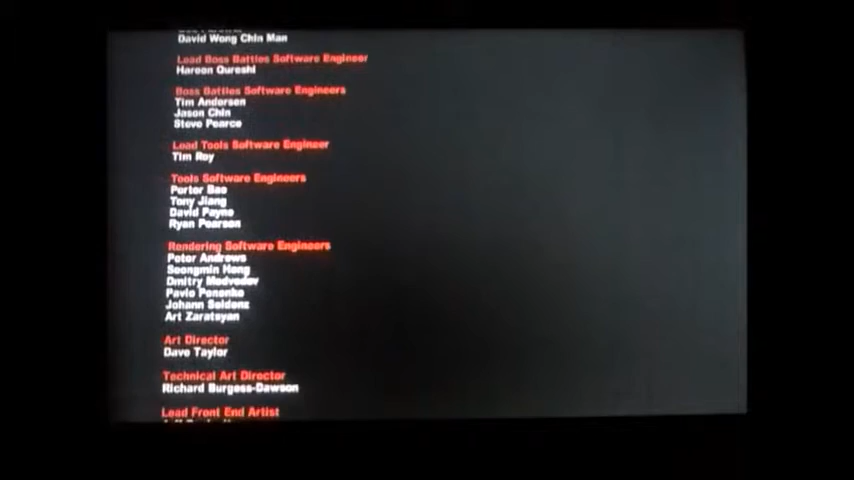 David Wong Chin Man
Lead Boss Battles Software Engineer
Haroon Qureshi
Boss Battles Software Engineers
Tim Andersen
Jason Chin
Steve Pearce
Lead Tools Software Engineer
Tim Roy
Tools Software Engineers
Porter Bao
Tony Jiang
David Payne
Ryan Pearson
Rendering Software Engineers
Peter Andrews
Seongmin Hong
Dmitry Medvedev
Pavlo Penenko
Johann Seidenz
Art Zaratsyan
Art Director
Dave Taylor
Technical Art Director
Richard Burgess-Dawson
Lead Front End Artist